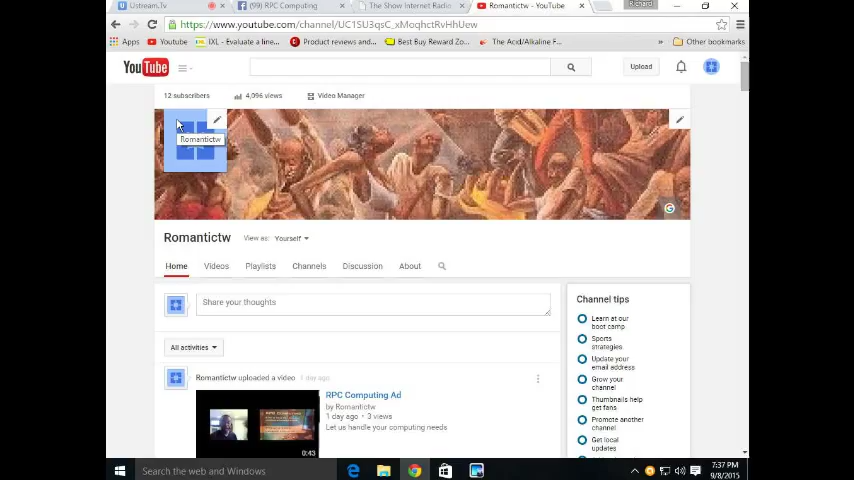 Ustream.Tv
(99) RPC Computing
The Show Internet Radio
Romantictw - YouTube
Richard
https://www.youtube.com/channel/UC1SU3qsC_xMoqhctRvHhUew
Apps
Youtube
IXL - Evaluate a line...
Product reviews and...
Best Buy Reward Zo...
The Acid/Alkaline F...
Other bookmarks
YouTube
Upload
12 subscribers
4,096 views
Video Manager
Romantictw
Romantictw
View as:
Yourself
Home
Videos
Playlists
Channels
Discussion
About
Share your thoughts
Channel tips
Learn at our
boot camp.
Sports
strategies
Update your
email address
Grow your
channel
Thumbnails help
get fans
Promote another
channel
Get local
updates
All activities
Romantictw uploaded a video
1 day ago
RPC Computing Ad
by Romantictw
1 day ago • 3 views
Let us handle your computing needs
0:43
Search the web and Windows
7:37 PM
9/8/2015